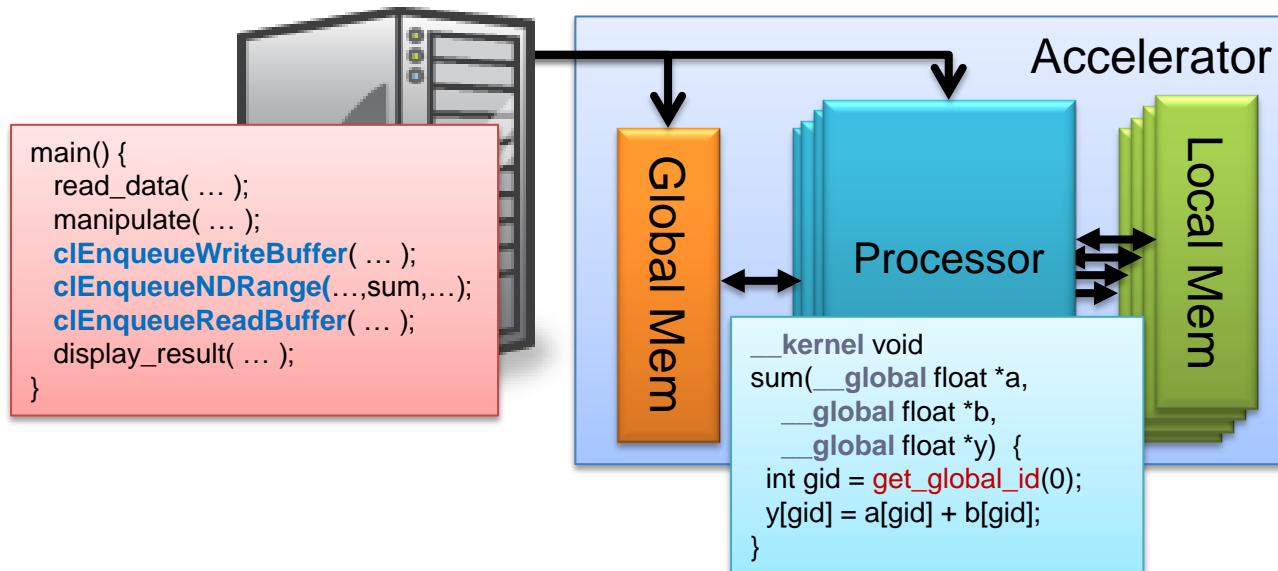 Accelerator
main() {
read_data( … );
manipulate( … );
clEnqueueWriteBuffer( … );
clEnqueueNDRange(…,sum,…);
clEnqueueReadBuffer( … );
display_result( … );
}
Global Mem
Processor
Local Mem
__kernel void
sum(__global float *a,
__global float *b,
__global float *y) {
int gid = get_global_id(0);
y[gid] = a[gid] + b[gid];
}